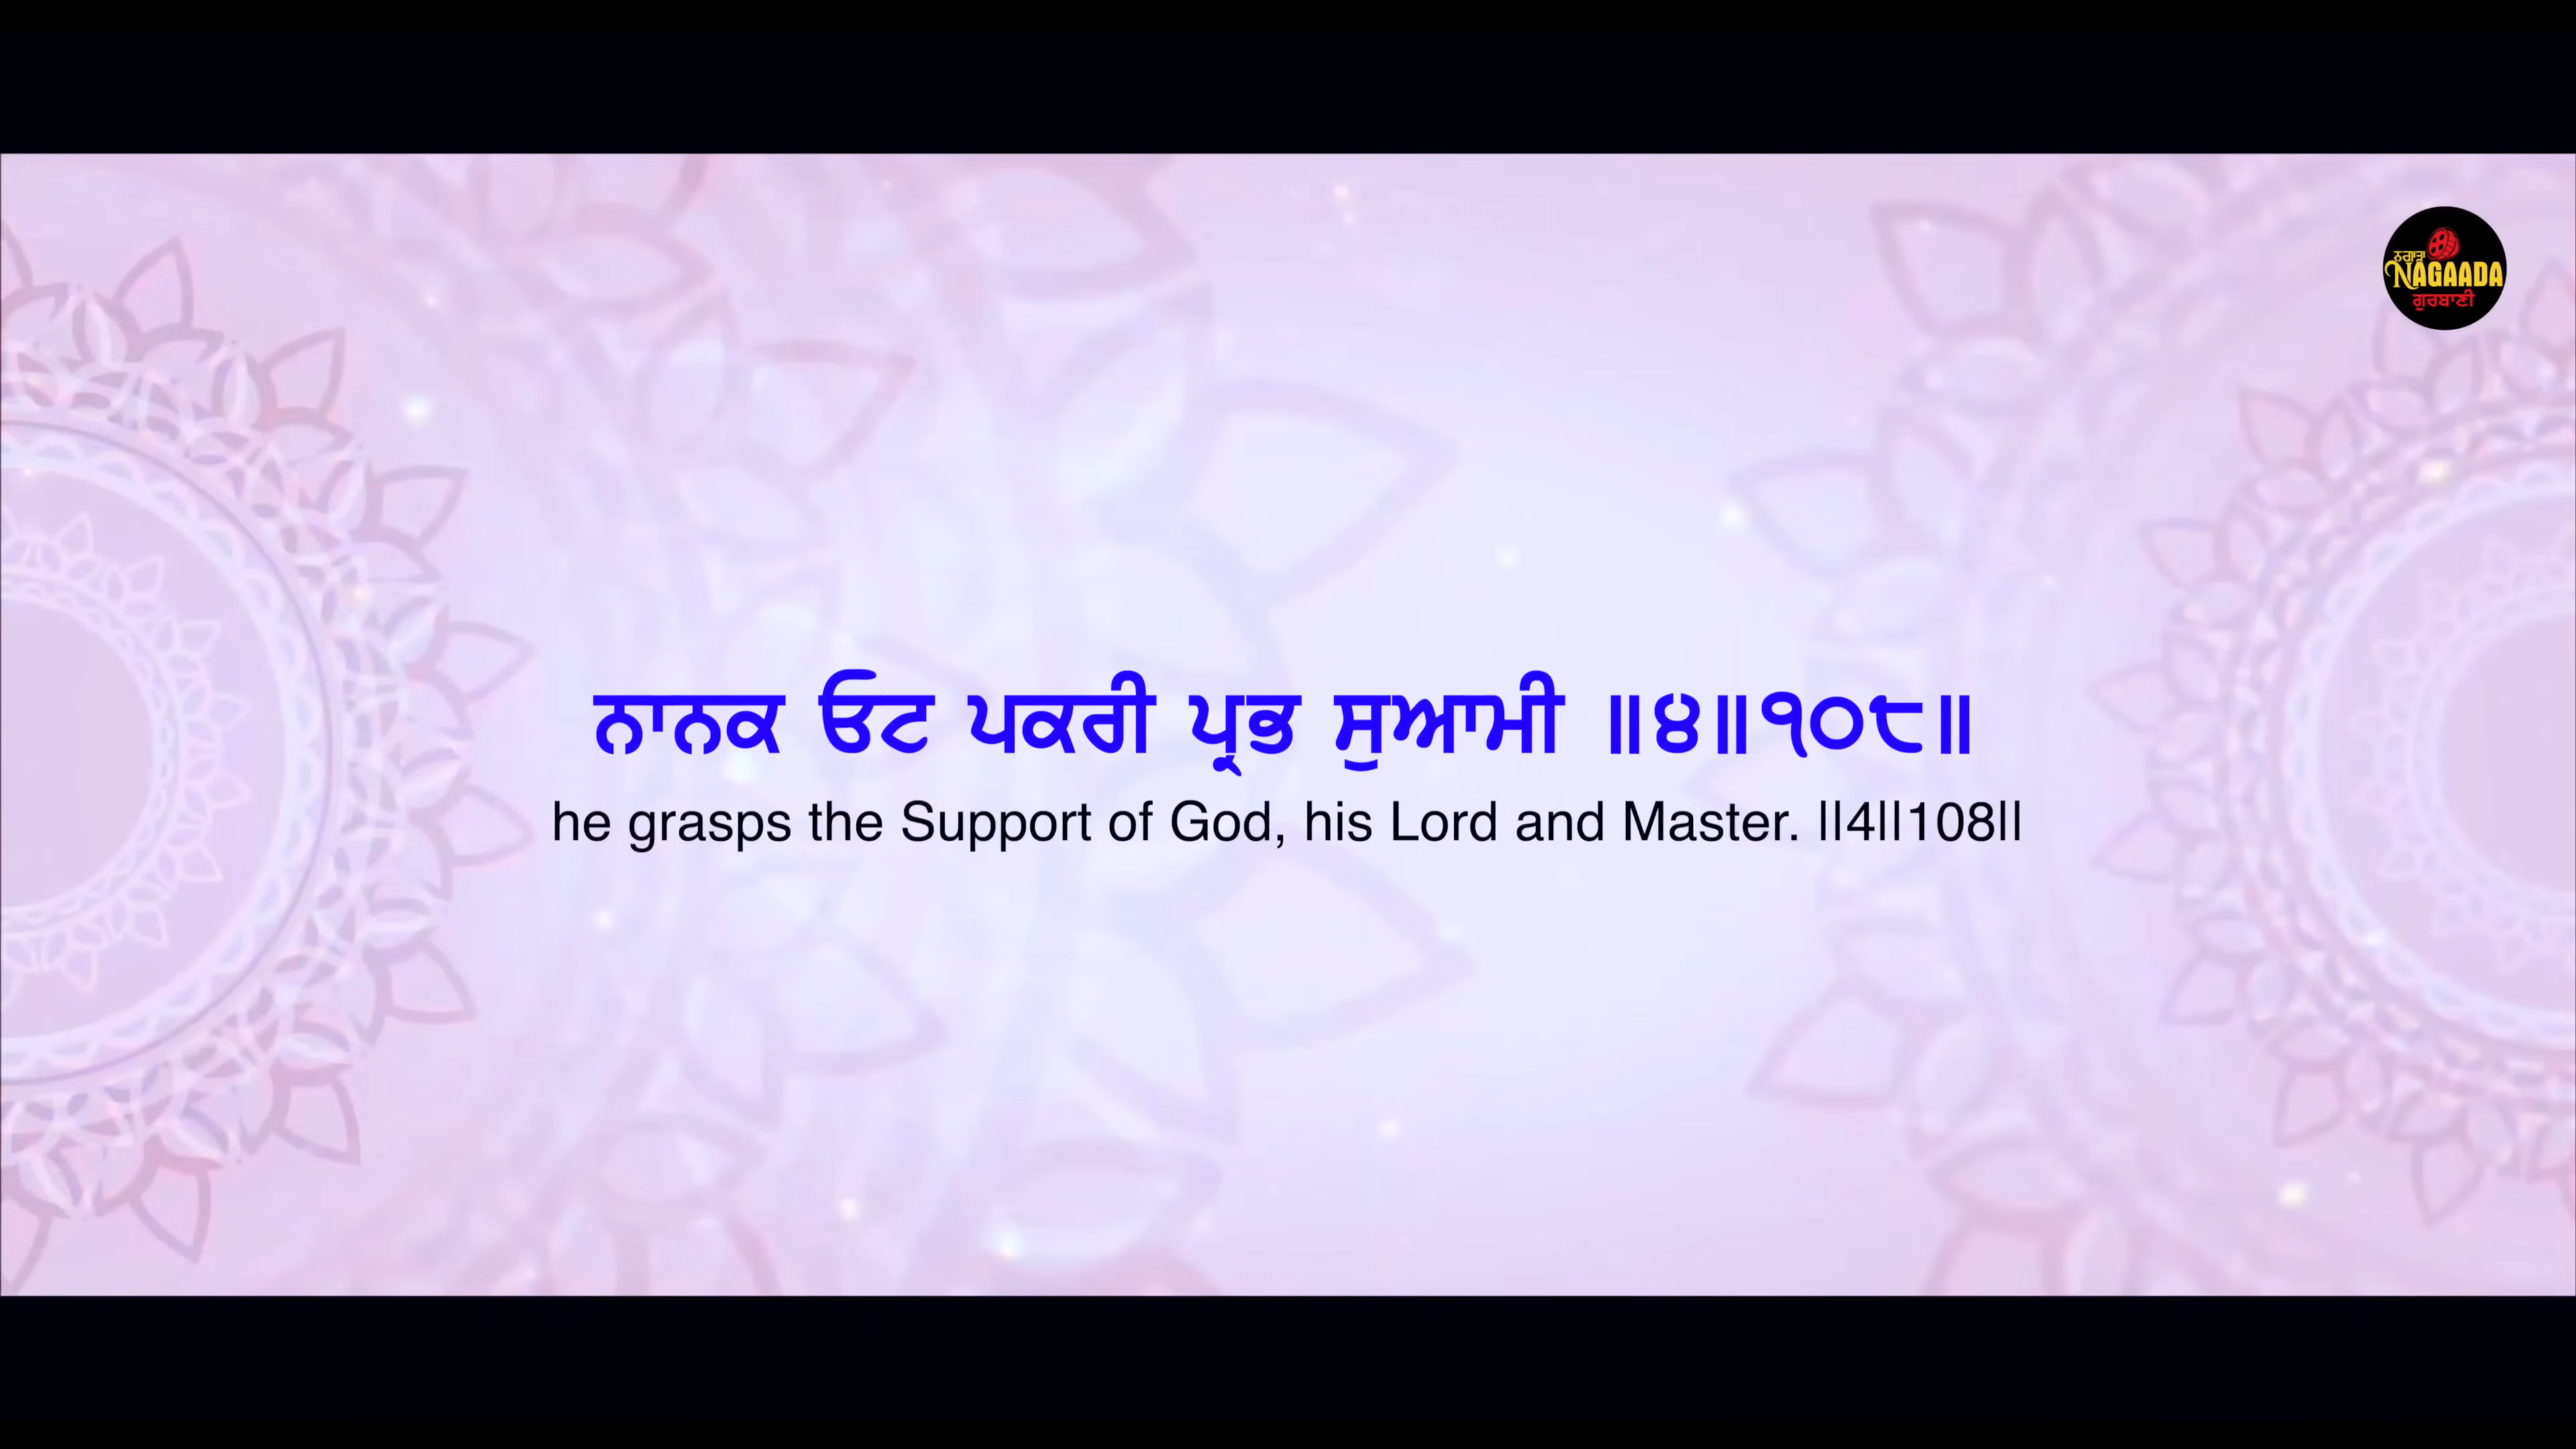 ਨਗਾੜਾ
NAGAADA
ਗੁਰਬਾਣੀ
ਨਾਨਕ ਓਟ ਪਕਰੀ ਪ੍ਰਭ ਸੁਆਮੀ ॥੪॥੧੦੮॥
he grasps the Support of God, his Lord and Master. ||4||108||